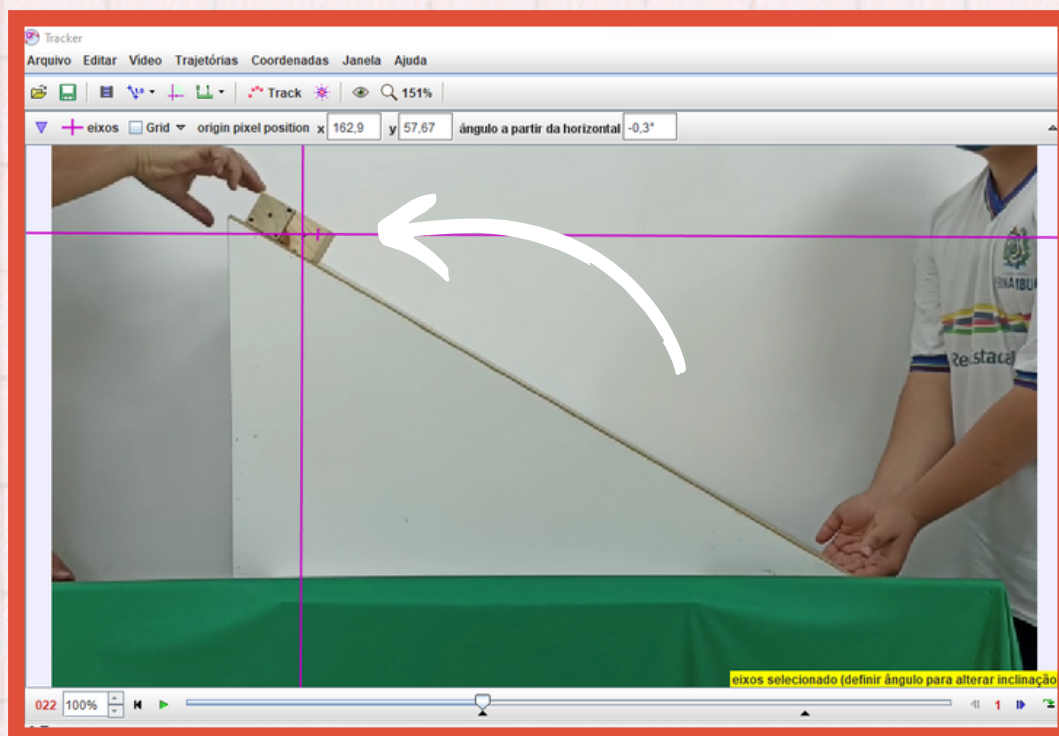 Tracker
Arquivo Editar Vídeo Trajetórias Coordenadas Janela Ajuda
Track 151%
eixos Grid origin pixel position x 162,9 y 57,67 ângulo a partir da horizontal -0,3°
eixos selecionado (definir ângulo para alterar inclinação
022 100% 1